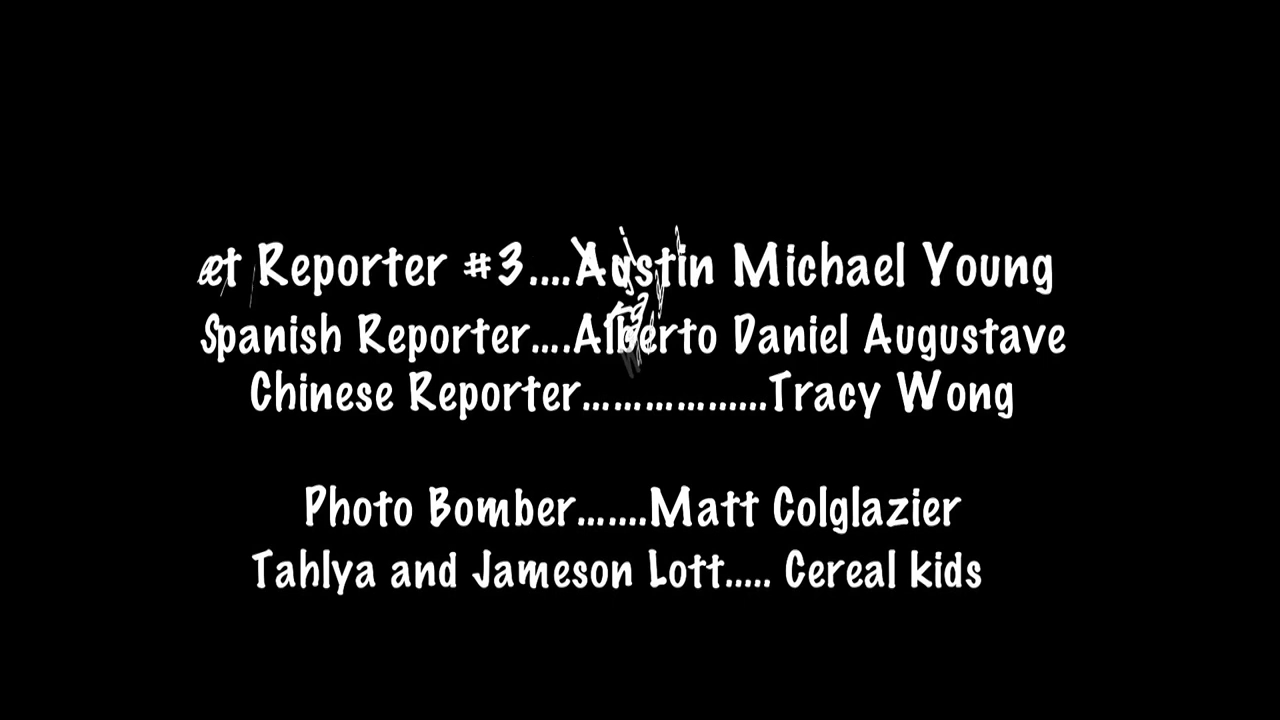 Reporter #3....Austin Michael Young
Spanish Reporter....Alberto Daniel Augustave
Chinese Reporter..................Tracy Wong
Photo Bomber.......Matt Colglazier
Tahlya and Jameson Lott..... Cereal kids